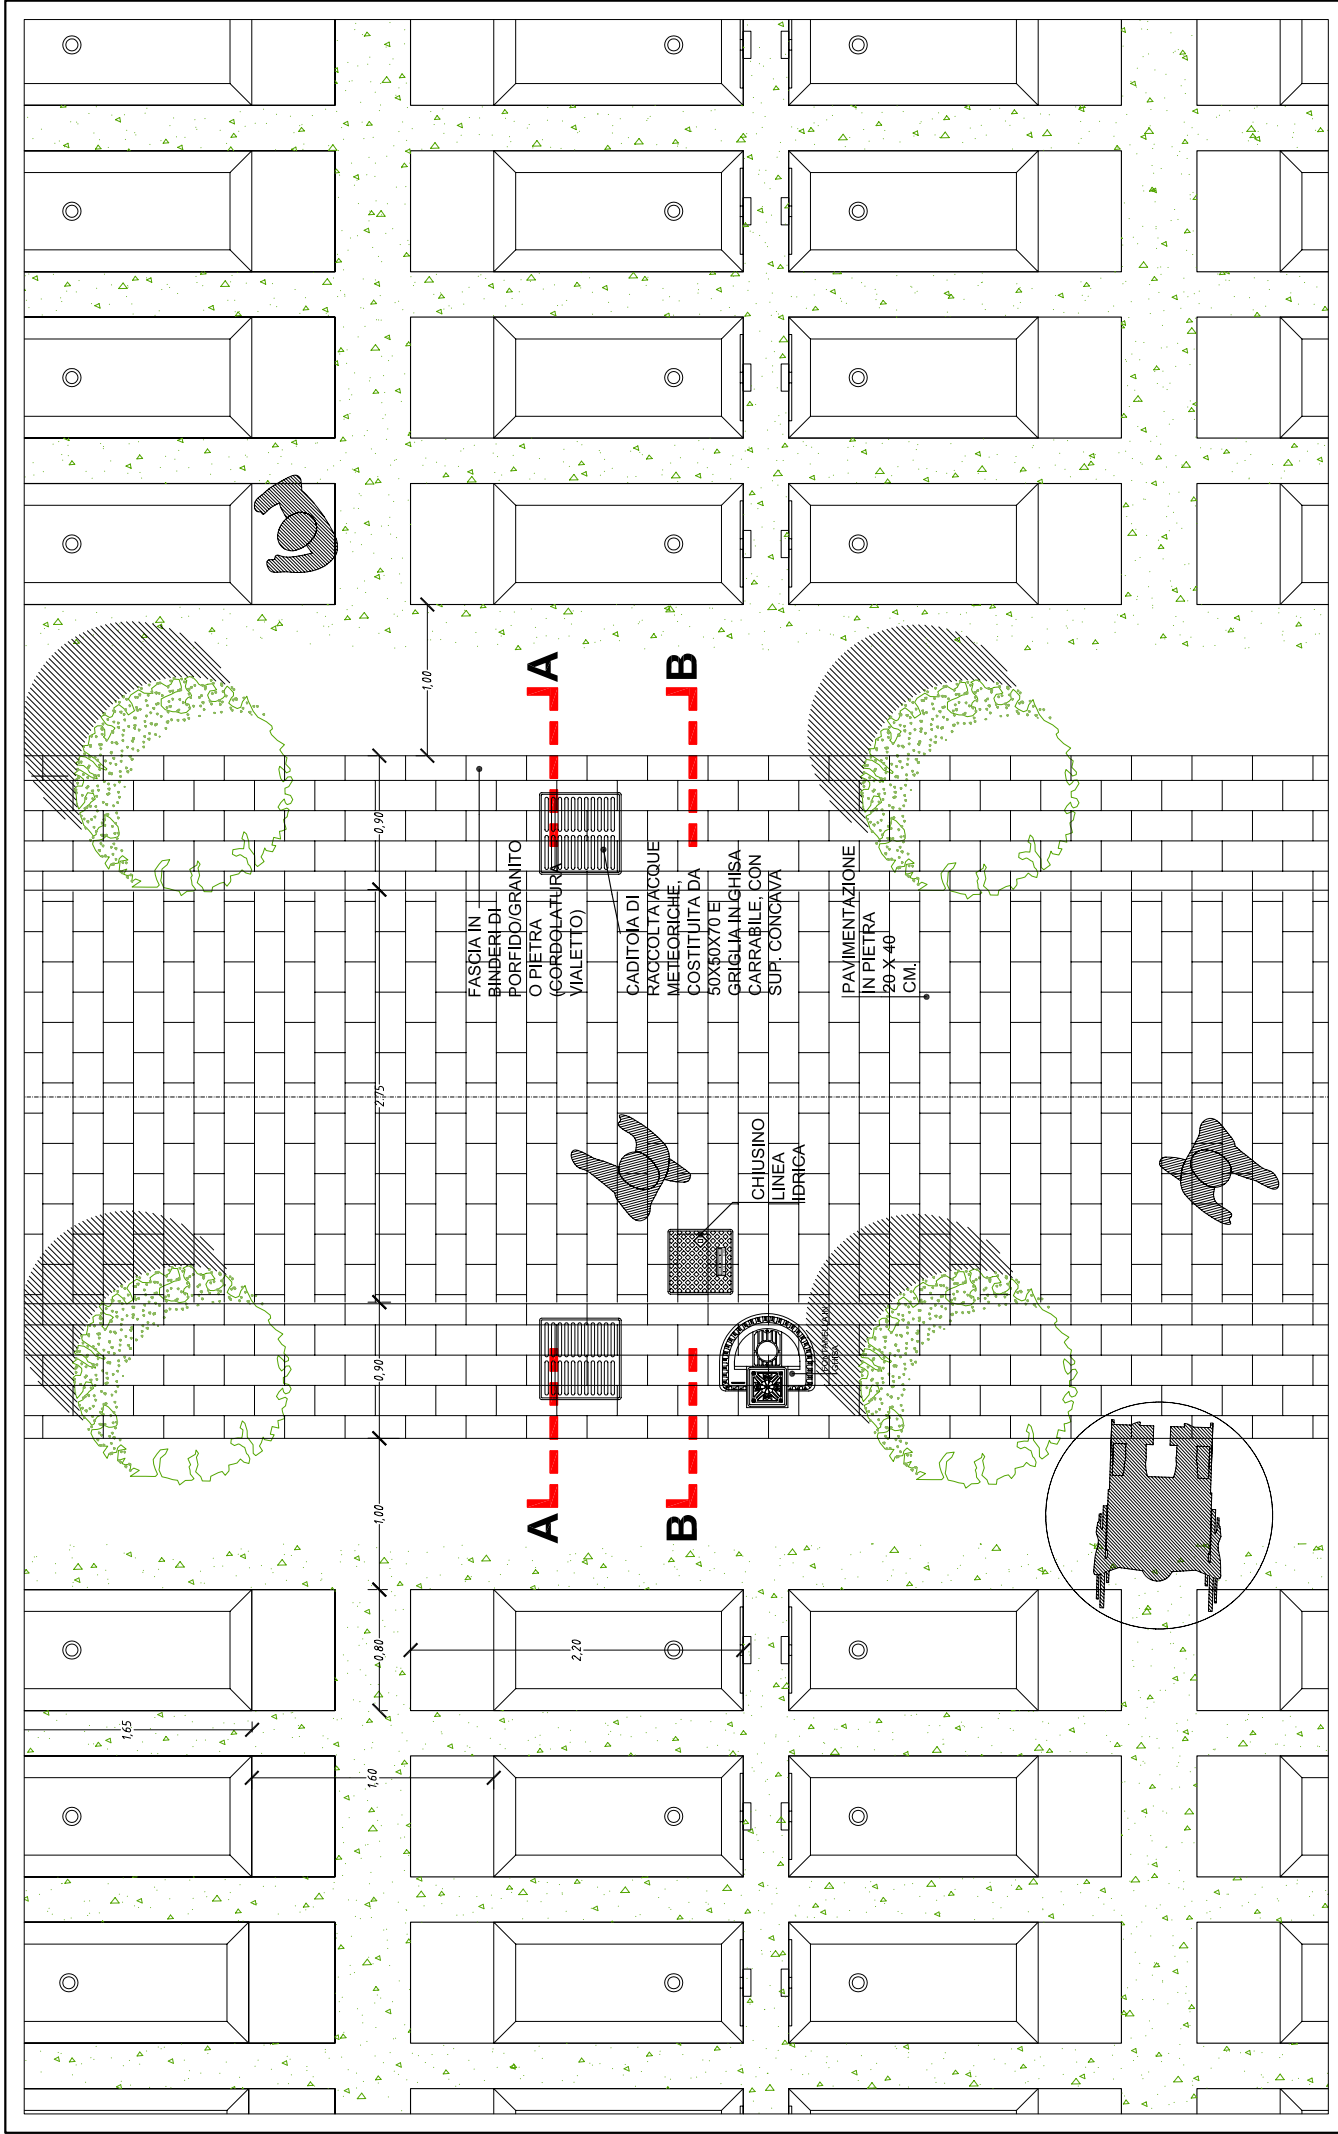 A
B
1,00
0,90
FASCIA IN
BINDERI DI
PORFIDO/GRANITO
O PIETRA
(CORDOLATURA
VIALETTO)
CADITOIA DI
RACCOLTA ACQUE
METEORICHE,
COSTITUITA DA
50X50X70 E
GRIGLIA IN GHISA
CARRABILE, CON
SUP. CONCAVA
PAVIMENTAZIONE
IN PIETRA
20 X 40
CM.
2,75
CHIUSINO
LINEA
IDRICA
GHISA
0,90
1,00
A
B
0,80
2,20
1,65
1,60